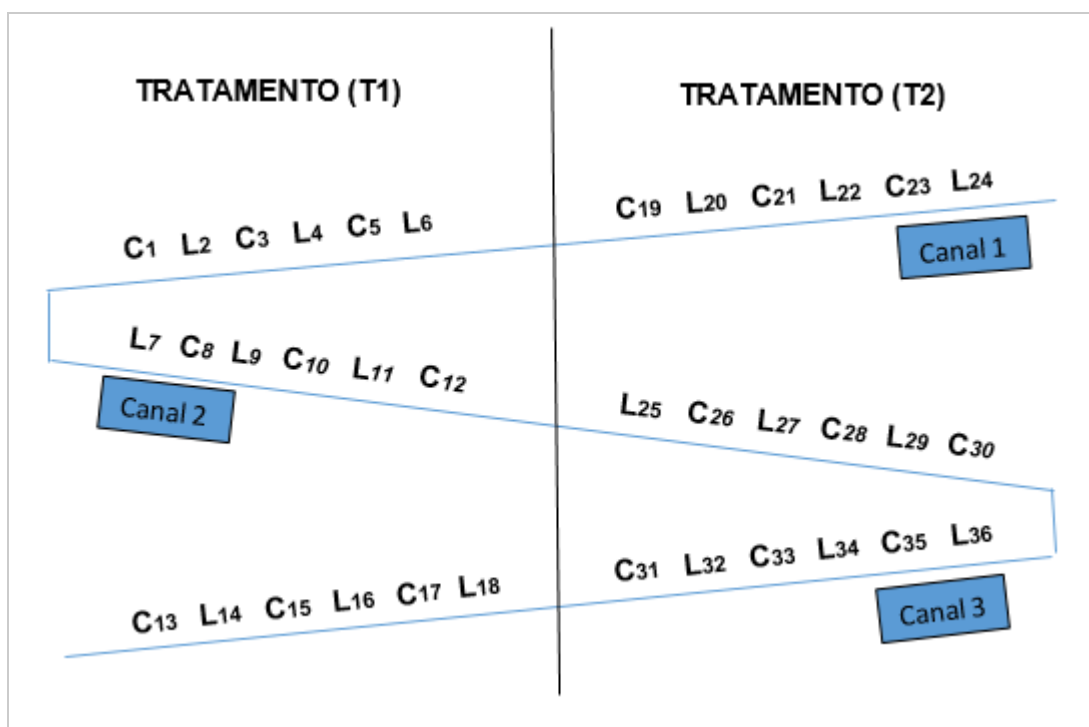 TRATAMENTO (T1)
TRATAMENTO (T2)
C1 L2 C3 L4 C5 L6
C19 L20 C21 L22 C23 L24
Canal 1
L7 C8 L9 C10 L11 C12
Canal 2
L25 C26 L27 C28 L29 C30
C13 L14 C15 L16 C17 L18
C31 L32 C33 L34 C35 L36
Canal 3